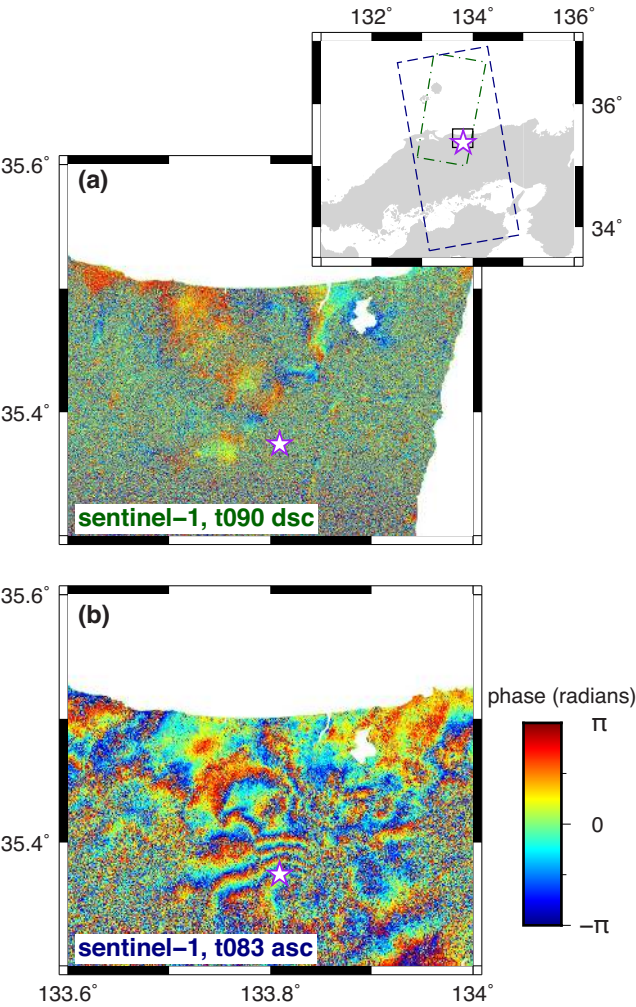 132˚ 134˚ 136˚
36˚
34˚
35.6˚
(a)
35.4˚
sentinel−1, t090 dsc
35.6˚
(b)
phase (radians)
π
0
−π
35.4˚
sentinel−1, t083 asc
133.6˚ 133.8˚ 134˚